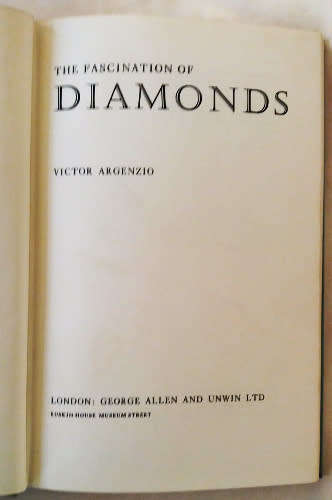 THE FASCINATION OF
DIAMONDS
VICTOR ARGENZIO
LONDON: GEORGE ALLEN AND UNWIN LTD
RUSKIN HOUSE MUSEUM STREET